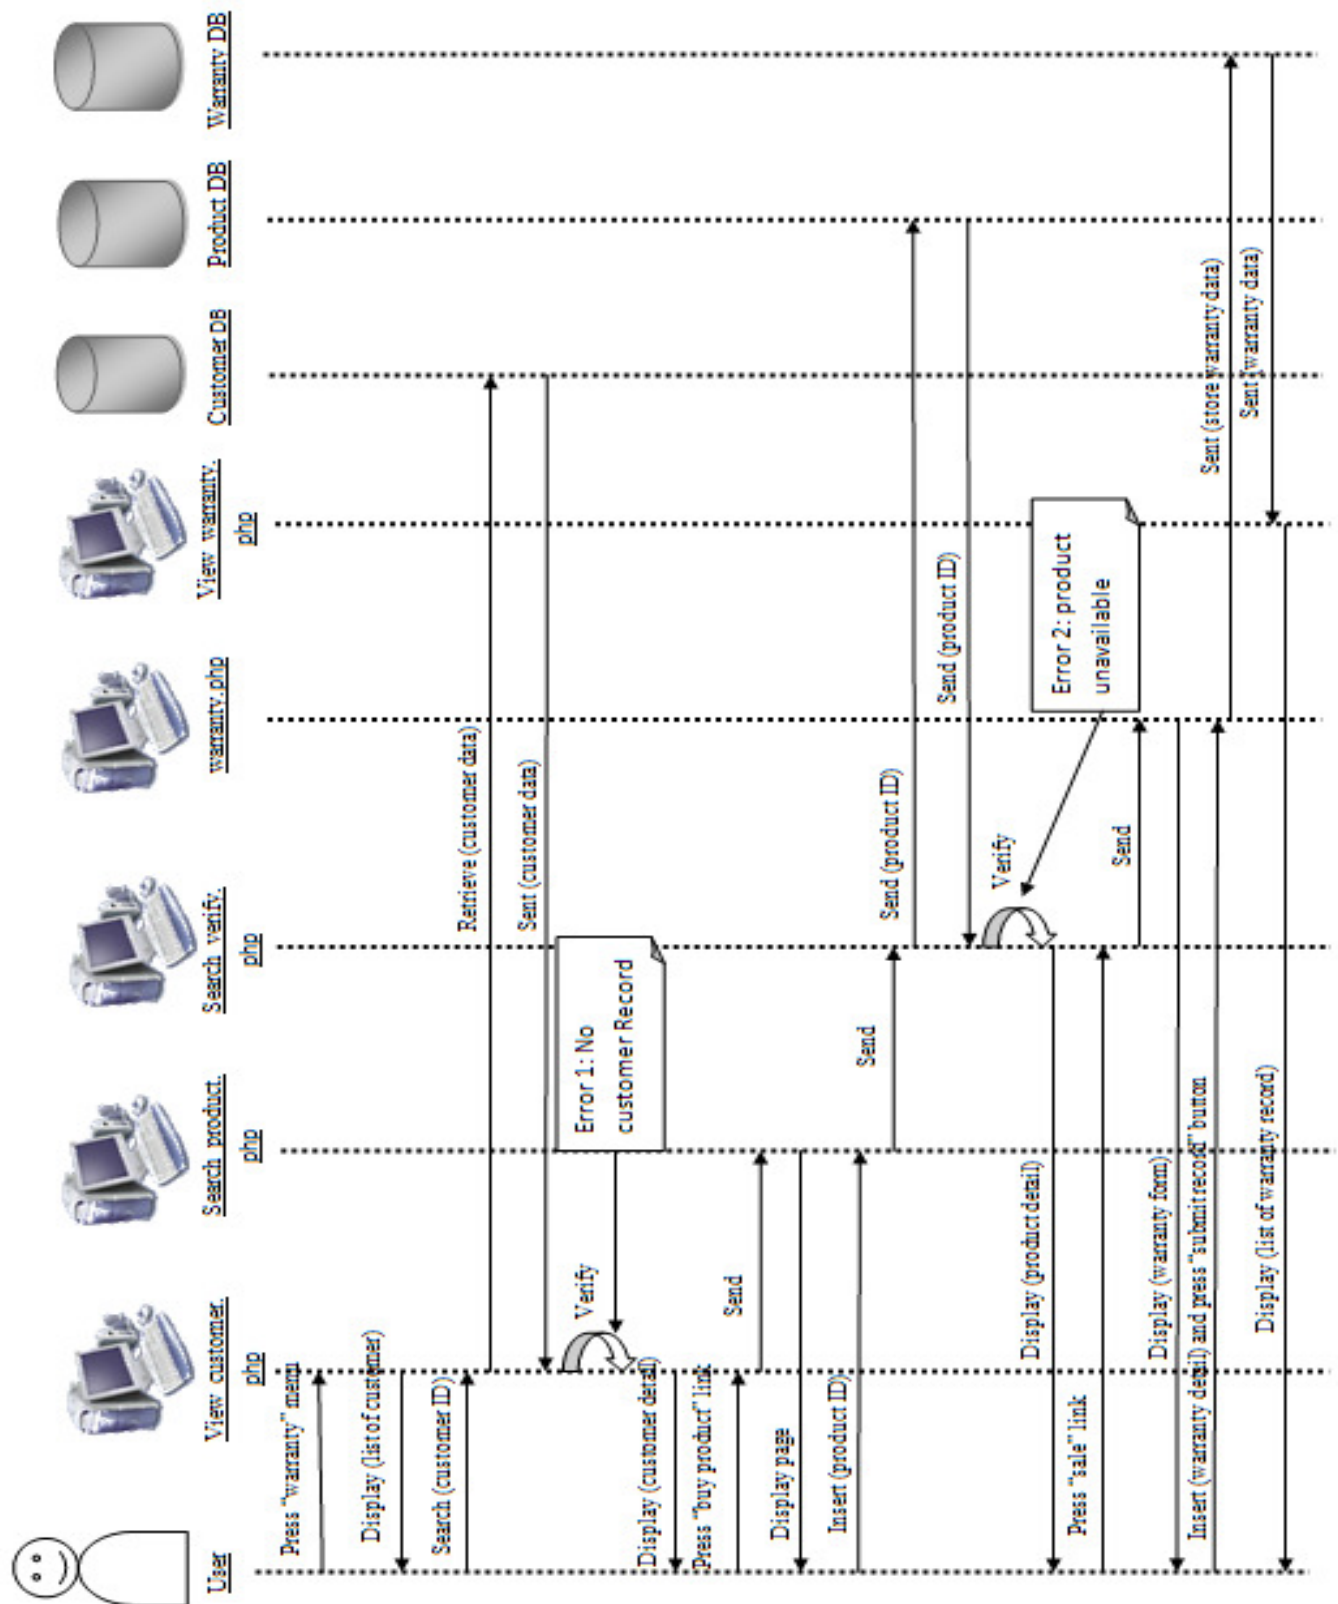 User
View customer.
php
Search product.
php
Search verify.
php
warranty.php
View warranty.
php
Customer DB
Product DB
Warranty DB
Press "warranty" menu
Display (list of customer)
Search (customer ID)
Retrieve (customer data)
Sent (customer data)
Verify
Error 1: No
customer Record
Display (customer detail)
Press "buy product" link
Send
Display page
Insert (product ID)
Send
Send (product ID)
Send (product ID)
Verify
Error 2: product
unavailable
Display (product detail)
Press "sale" link
Send
Display (warranty form)
Insert (warranty detail) and press "submit record" button
Sent (store warranty data)
Sent (warranty data)
Display (list of warranty record)